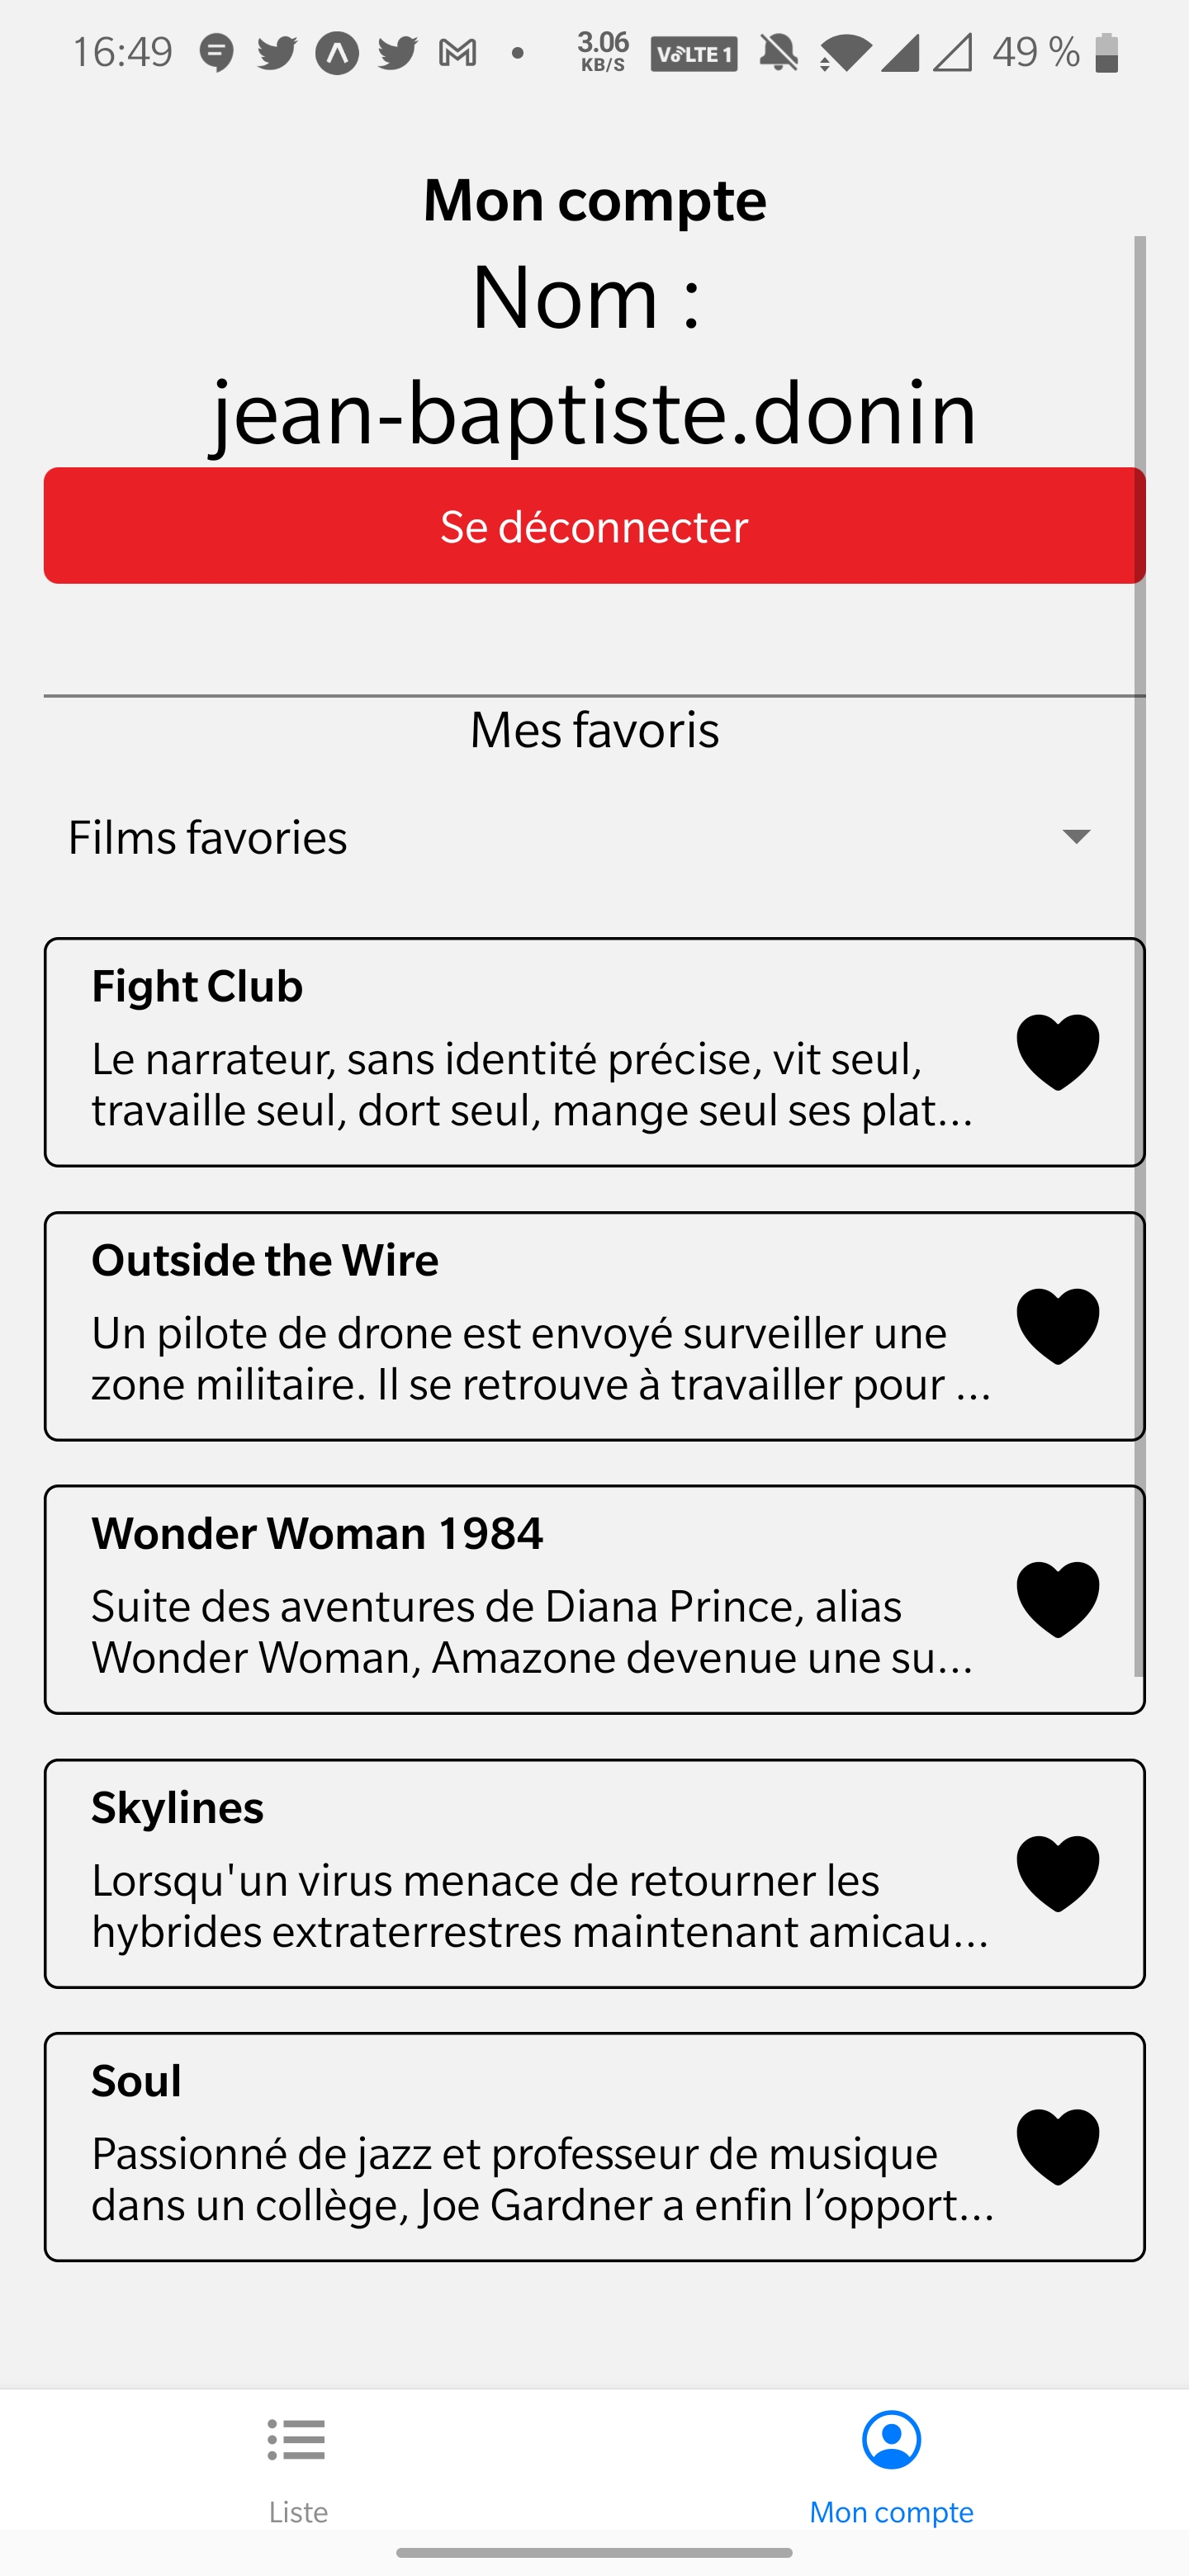 16:49
3.06
KB/S
VoLTE 1
49 %
Mon compte
Nom :
jean-baptiste.donin
Se déconnecter
Mes favoris
Films favories
Fight Club
Le narrateur, sans identité précise, vit seul,
travaille seul, dort seul, mange seul ses plat...
Outside the Wire
Un pilote de drone est envoyé surveiller une
zone militaire. Il se retrouve à travailler pour ...
Wonder Woman 1984
Suite des aventures de Diana Prince, alias
Wonder Woman, Amazone devenue une su...
Skylines
Lorsqu'un virus menace de retourner les
hybrides extraterrestres maintenant amicau...
Soul
Passionné de jazz et professeur de musique
dans un collège, Joe Gardner a enfin l’opport...
Liste
Mon compte